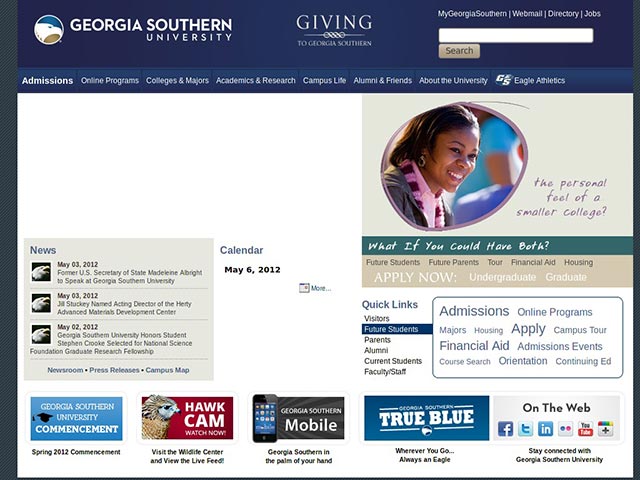 GEORGIA SOUTHERN
UNIVERSITY
GIVING
TO GEORGIA SOUTHERN
MyGeorgiaSouthern | Webmail | Directory | Jobs
Search
Admissions Online Programs Colleges & Majors Academics & Research Campus Life Alumni & Friends About the University GS Eagle Athletics
the personal
feel of a
smaller college?
What If You Could Have Both?
Future Students Future Parents Tour Financial Aid Housing
APPLY NOW: Undergraduate Graduate
News
May 03, 2012
Former U.S. Secretary of State Madeleine Albright
to Speak at Georgia Southern University
May 03, 2012
Jill Stuckey Named Acting Director of the Herty
Advanced Materials Development Center
May 02, 2012
Georgia Southern University Honors Student
Stephen Crooke Selected for National Science
Foundation Graduate Research Fellowship
Newsroom • Press Releases • Campus Map
Calendar
May 6, 2012
More...
Quick Links
Visitors
Future Students
Parents
Alumni
Current Students
Faculty/Staff
Admissions Online Programs
Majors Housing Apply Campus Tour
Financial Aid Admissions Events
Course Search Orientation Continuing Ed
GEORGIA SOUTHERN
UNIVERSITY
COMMENCEMENT
Spring 2012 Commencement
HAWK
CAM
WATCH NOW!
Visit the Wildlife Center
and View the Live Feed!
GEORGIA SOUTHERN
Mobile
Georgia Southern in
the palm of your hand
GEORGIA SOUTHERN
TRUE BLUE
Wherever You Go...
Always an Eagle
On The Web
You Tube
Stay connected with
Georgia Southern University